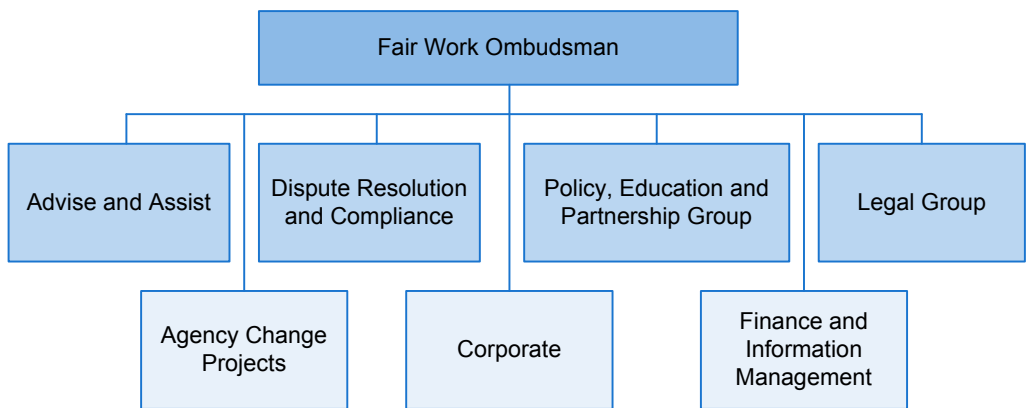 Fair Work Ombudsman
Advise and Assist
Dispute Resolution
and Compliance
Policy, Education and
Partnership Group
Legal Group
Agency Change
Projects
Corporate
Finance and
Information
Management